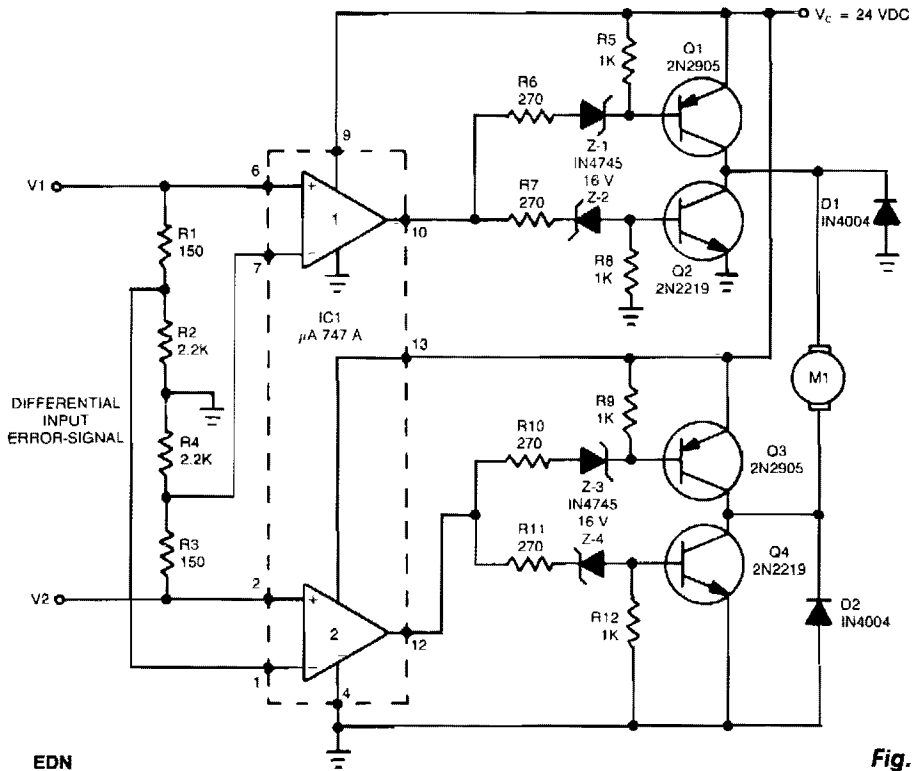 V_C = 24 VDC
R5
1K
Q1
2N2905
R6
270
Z-1
IN4745
16 V
Z-2
R7
270
9
V1
6
+
1
−
10
7
R1
150
R8
1K
Q2
2N2219
D1
IN4004
IC1
µA 747 A
R2
2.2K
13
DIFFERENTIAL
INPUT
ERROR-SIGNAL
R4
2.2K
R9
1K
M1
R10
270
Z-3
IN4745
16 V
Z-4
Q3
2N2905
R11
270
R3
150
Q4
2N2219
V2
2
+
2
−
12
1
4
R12
1K
D2
IN4004
EDN
Fig.